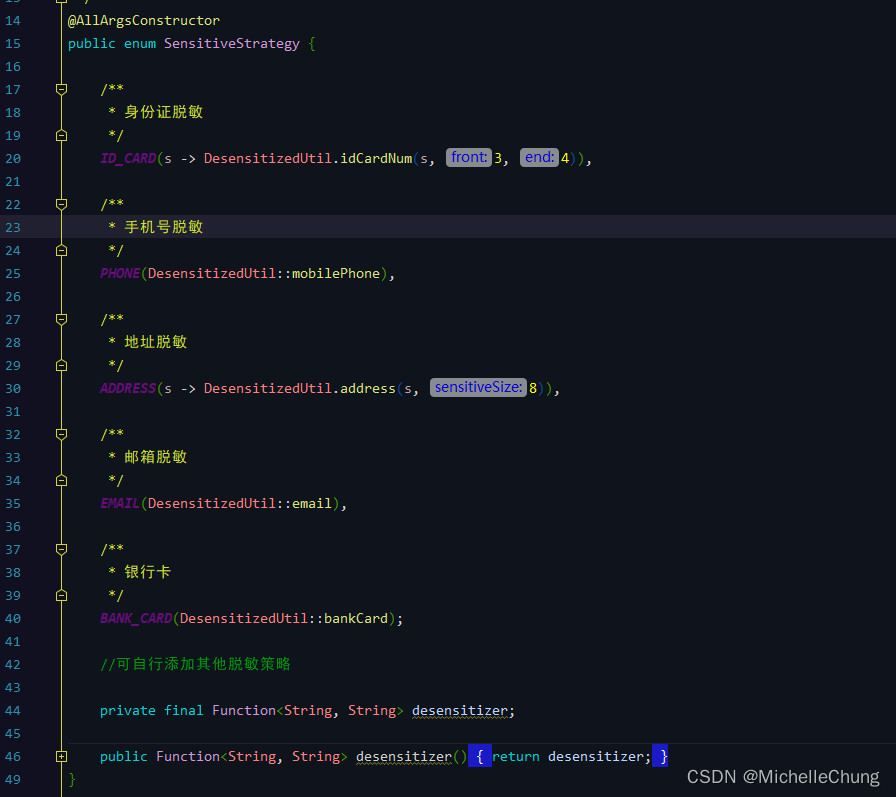 14 @AllArgsConstructor
15 public enum SensitiveStrategy {
16
17 /**
18 * 身份证脱敏
19 */
20 ID_CARD(s -> DesensitizedUtil.idCardNum(s, front: 3, end: 4)),
21
22 /**
23 * 手机号脱敏
24 */
25 PHONE(DesensitizedUtil::mobilePhone),
26
27 /**
28 * 地址脱敏
29 */
30 ADDRESS(s -> DesensitizedUtil.address(s, sensitiveSize: 8)),
31
32 /**
33 * 邮箱脱敏
34 */
35 EMAIL(DesensitizedUtil::email),
36
37 /**
38 * 银行卡
39 */
40 BANK_CARD(DesensitizedUtil::bankCard);
41
42 //可自行添加其他脱敏策略
43
44 private final Function<String, String> desensitizer;
45
46 public Function<String, String> desensitizer() { return desensitizer; }
49 }
CSDN @MichelleChung